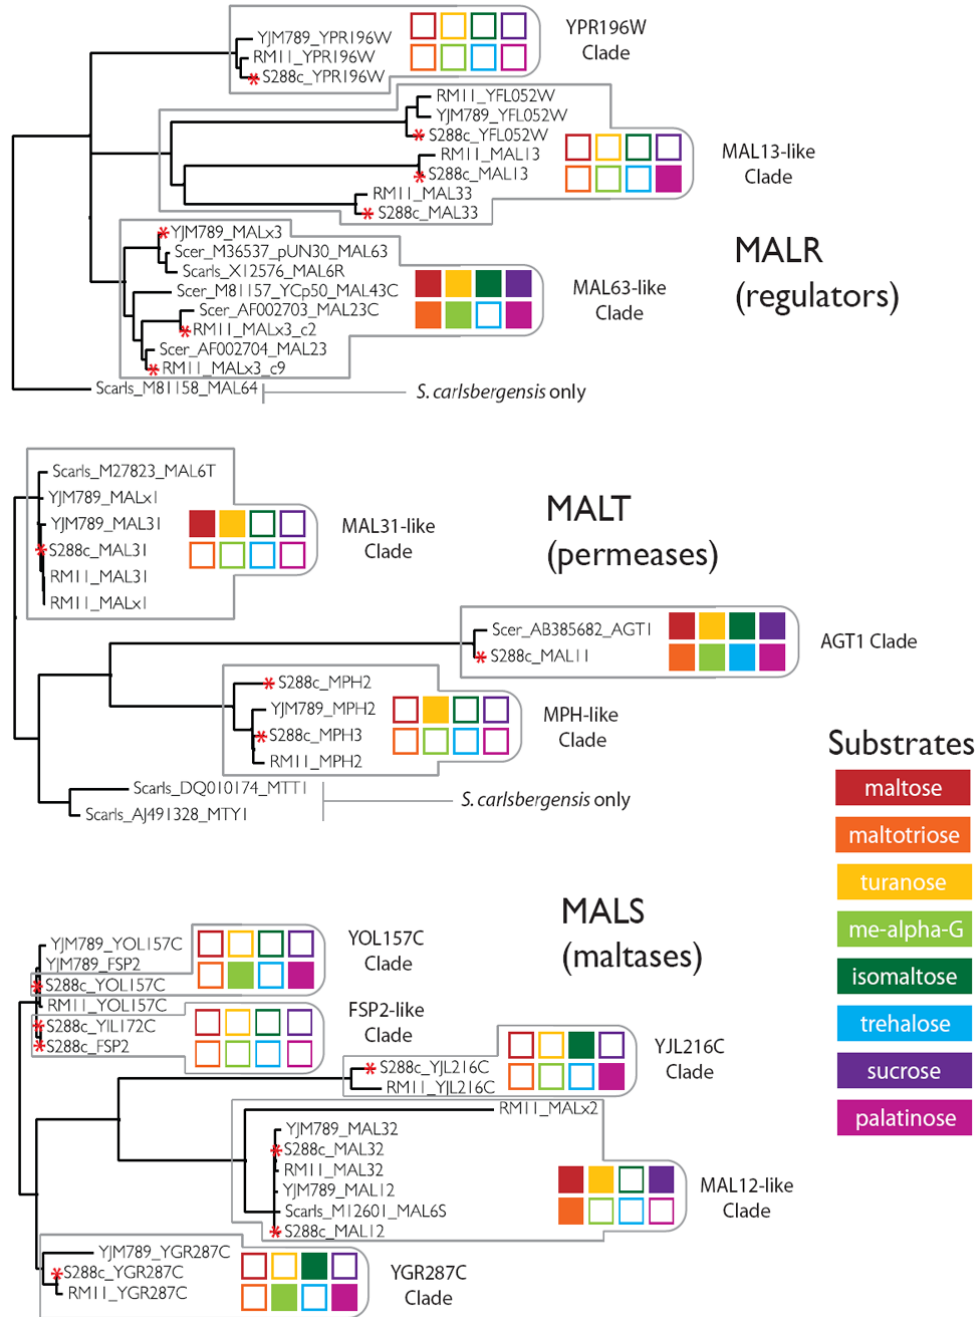 YJM789_YPR196W
RM11_YPR196W
S288c_YPR196W
YPR196W
Clade
RM11_YFL052W
YJM789_YFL052W
S288c_YFL052W
RM11_MAL13
S288c_MAL13
RM11_MAL33
S288c_MAL33
MAL13-like
Clade
MALR
(regulators)
YJM789_MALx3
Scer_M36537_pUN30_MAL63
Scarls_X12576_MAL6R
Scer_M81157_YCp50_MAL43C
Scer_AF002703_MAL23C
RM11_MALx3_c2
Scer_AF002704_MAL23
RM11_MALx3_c9
MAL63-like
Clade
Scarls_M81158_MAL64
S. carlsbergensis only
Scarls_M27823_MAL6T
YJM789_MALx1
YJM789_MAL31
S288c_MAL31
RM11_MAL31
RM11_MALx1
MAL31-like
Clade
MALT
(permeases)
Scer_AB385682_AGT1
S288c_MAL11
AGT1 Clade
S288c_MPH2
YJM789_MPH2
S288c_MPH3
RM11_MPH2
MPH-like
Clade
Scarls_DQ010174_MTT1
Scarls_AJ491328_MTY1
S. carlsbergensis only
Substrates
maltose
maltotriose
turanose
me-alpha-G
isomaltose
trehalose
sucrose
palatinose
MALS
(maltases)
YJM789_YOL157C
YJM789_FSP2
S288c_YOL157C
RM11_YOL157C
S288c_YIL172C
S288c_FSP2
YOL157C
Clade
FSP2-like
Clade
S288c_YJL216C
RM11_YJL216C
YJL216C
Clade
RM11_MALx2
YJM789_MAL32
S288c_MAL32
RM11_MAL32
YJM789_MAL12
Scarls_M12601_MAL6S
S288c_MAL12
MAL12-like
Clade
YJM789_YGR287C
S288c_YGR287C
RM11_YGR287C
YGR287C
Clade